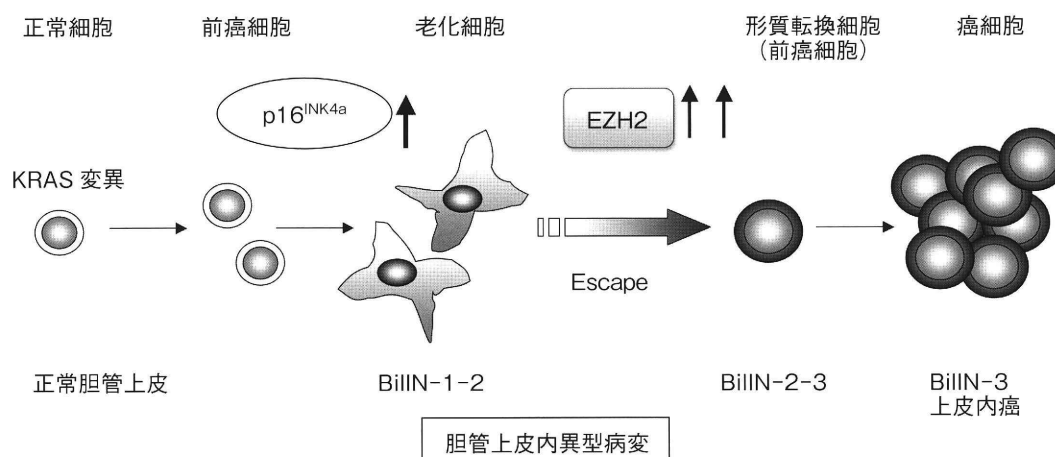 正常細胞
前癌細胞
老化細胞
形質転換細胞
(前癌細胞)
癌細胞
p16INK4a
EZH2
KRAS 変異
Escape
正常胆管上皮
BilIN-1-2
BilIN-2-3
BilIN-3
上皮内癌
胆管上皮内異型病変